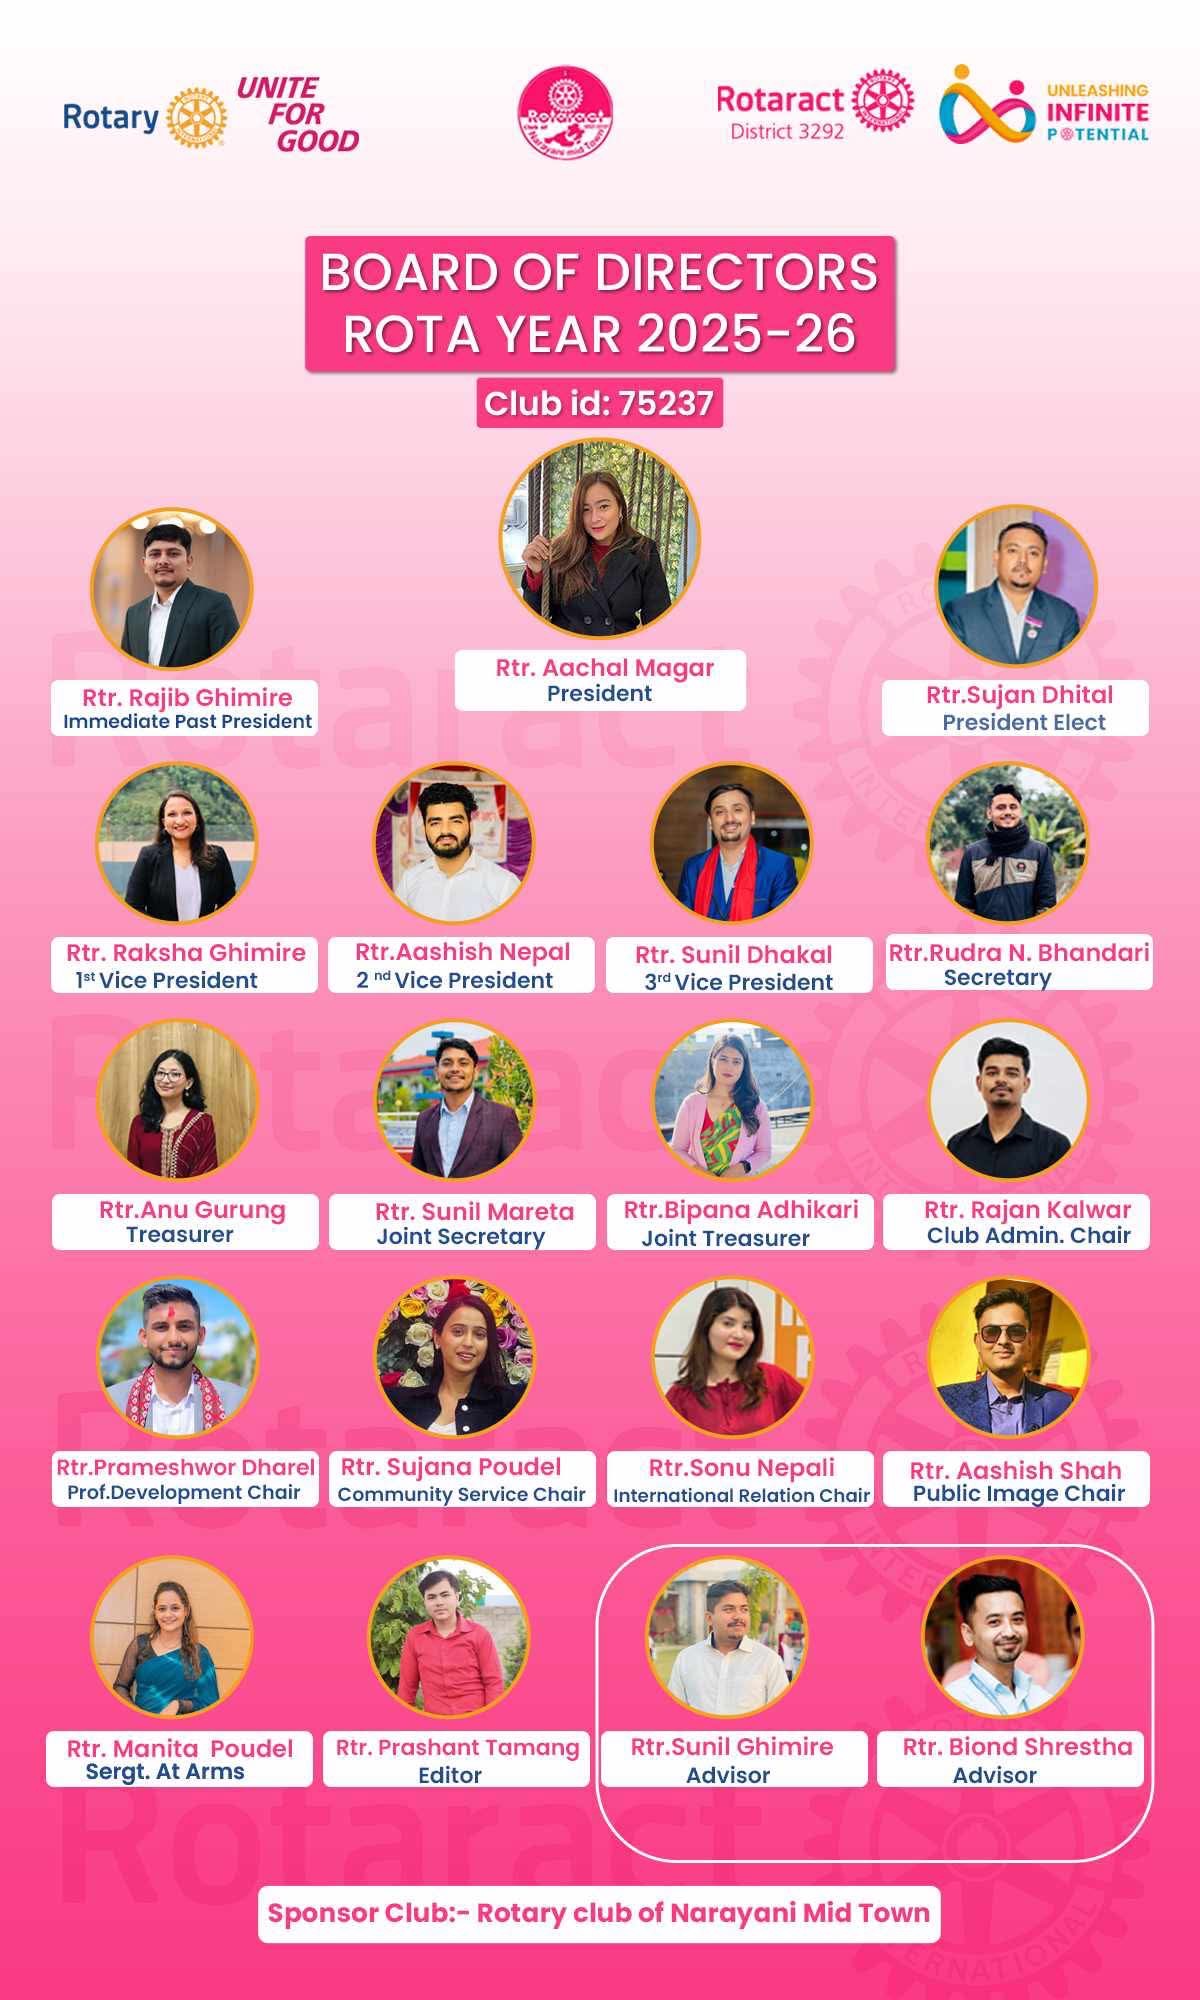 Rotary
UNITE
FOR
GOOD
Rotaract
Club of
Narayani mid Town
Rotaract
District 3292
UNLEASHING
INFINITE
POTENTIAL
BOARD OF DIRECTORS
ROTA YEAR 2025-26
Club id: 75237
Rtr. Aachal Magar
President
Rtr. Rajib Ghimire
Immediate Past President
Rtr.Sujan Dhital
President Elect
Rtr. Raksha Ghimire
1st Vice President
Rtr.Aashish Nepal
2 nd Vice President
Rtr. Sunil Dhakal
3rd Vice President
Rtr.Rudra N. Bhandari
Secretary
Rtr.Anu Gurung
Treasurer
Rtr. Sunil Mareta
Joint Secretary
Rtr.Bipana Adhikari
Joint Treasurer
Rtr. Rajan Kalwar
Club Admin. Chair
Rtr.Prameshwor Dharel
Prof.Development Chair
Rtr. Sujana Poudel
Community Service Chair
Rtr.Sonu Nepali
International Relation Chair
Rtr. Aashish Shah
Public Image Chair
Rtr. Manita  Poudel
Sergt. At Arms
Rtr. Prashant Tamang
Editor
Rtr.Sunil Ghimire
Advisor
Rtr. Biond Shrestha
Advisor
Rotaract
Sponsor Club:- Rotary club of Narayani Mid Town